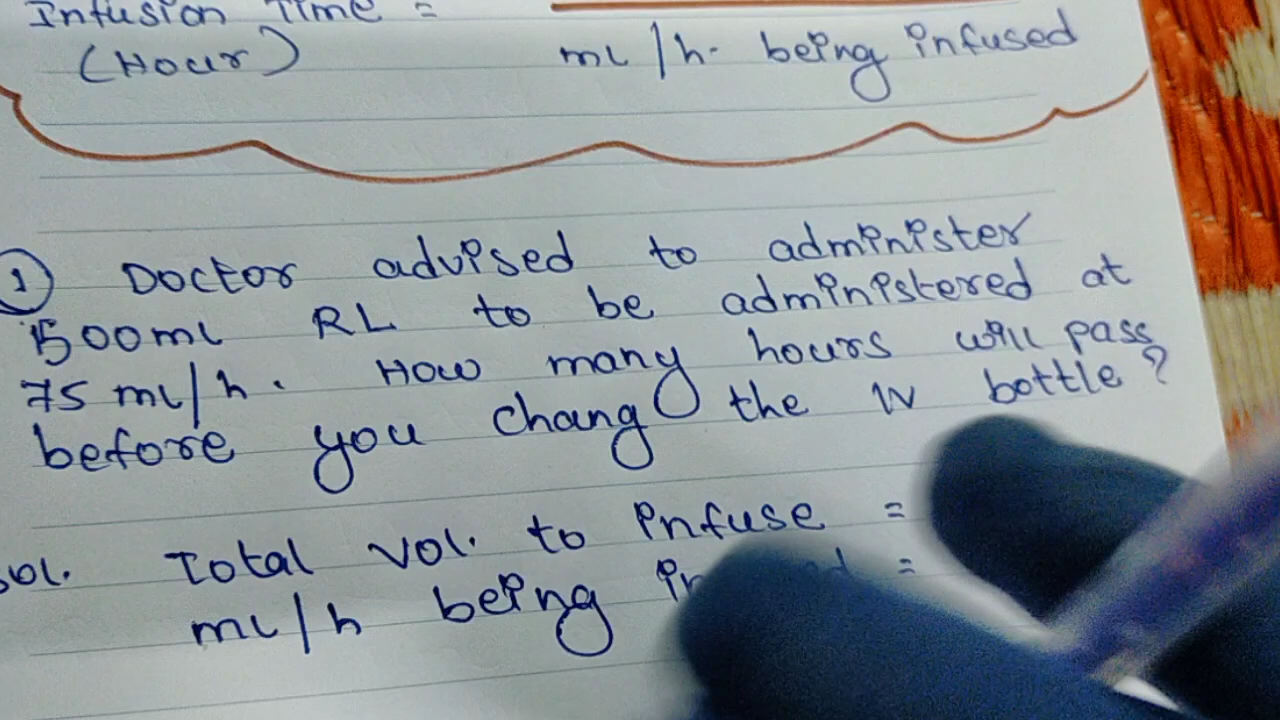 Infusion Time =
(Hour) ml/h. being infused
① Doctor advised to administer
500ml RL to be administered at
75 ml/h. How many hours will pass
before you chang the IV bottle?
Sol. Total vol. to infuse =
ml/h being =